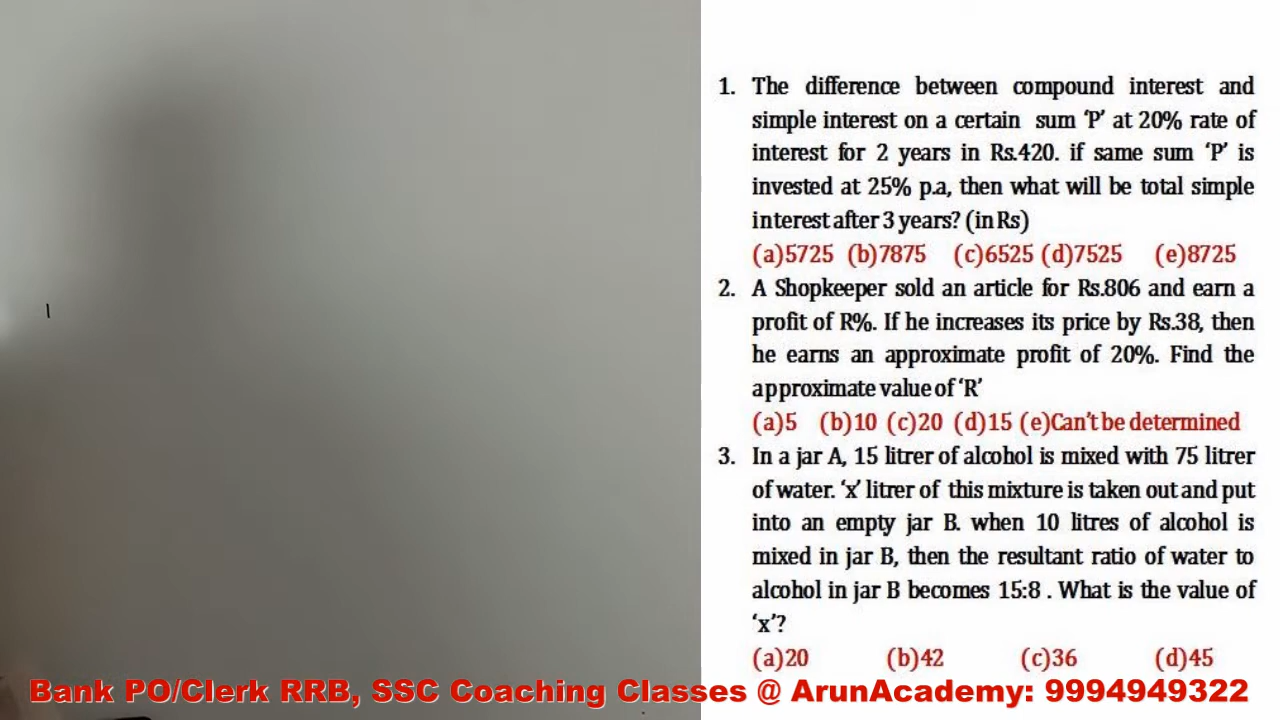 1. The difference between compound interest and
simple interest on a certain sum ‘P’ at 20% rate of
interest for 2 years in Rs.420. if same sum ‘P’ is
invested at 25% p.a, then what will be total simple
interest after 3 years? (in Rs)
(a)5725 (b)7875 (c)6525 (d)7525 (e)8725
2. A Shopkeeper sold an article for Rs.806 and earn a
profit of R%. If he increases its price by Rs.38, then
he earns an approximate profit of 20%. Find the
approximate value of ‘R’
(a)5 (b)10 (c)20 (d)15 (e)Can’t be determined
3. In a jar A, 15 litrer of alcohol is mixed with 75 litrer
of water. ‘x’ litrer of this mixture is taken out and put
into an empty jar B. when 10 litres of alcohol is
mixed in jar B, then the resultant ratio of water to
alcohol in jar B becomes 15:8 . What is the value of
‘x’?
(a)20 (b)42 (c)36 (d)45
Bank PO/Clerk RRB, SSC Coaching Classes @ ArunAcademy: 9994949322